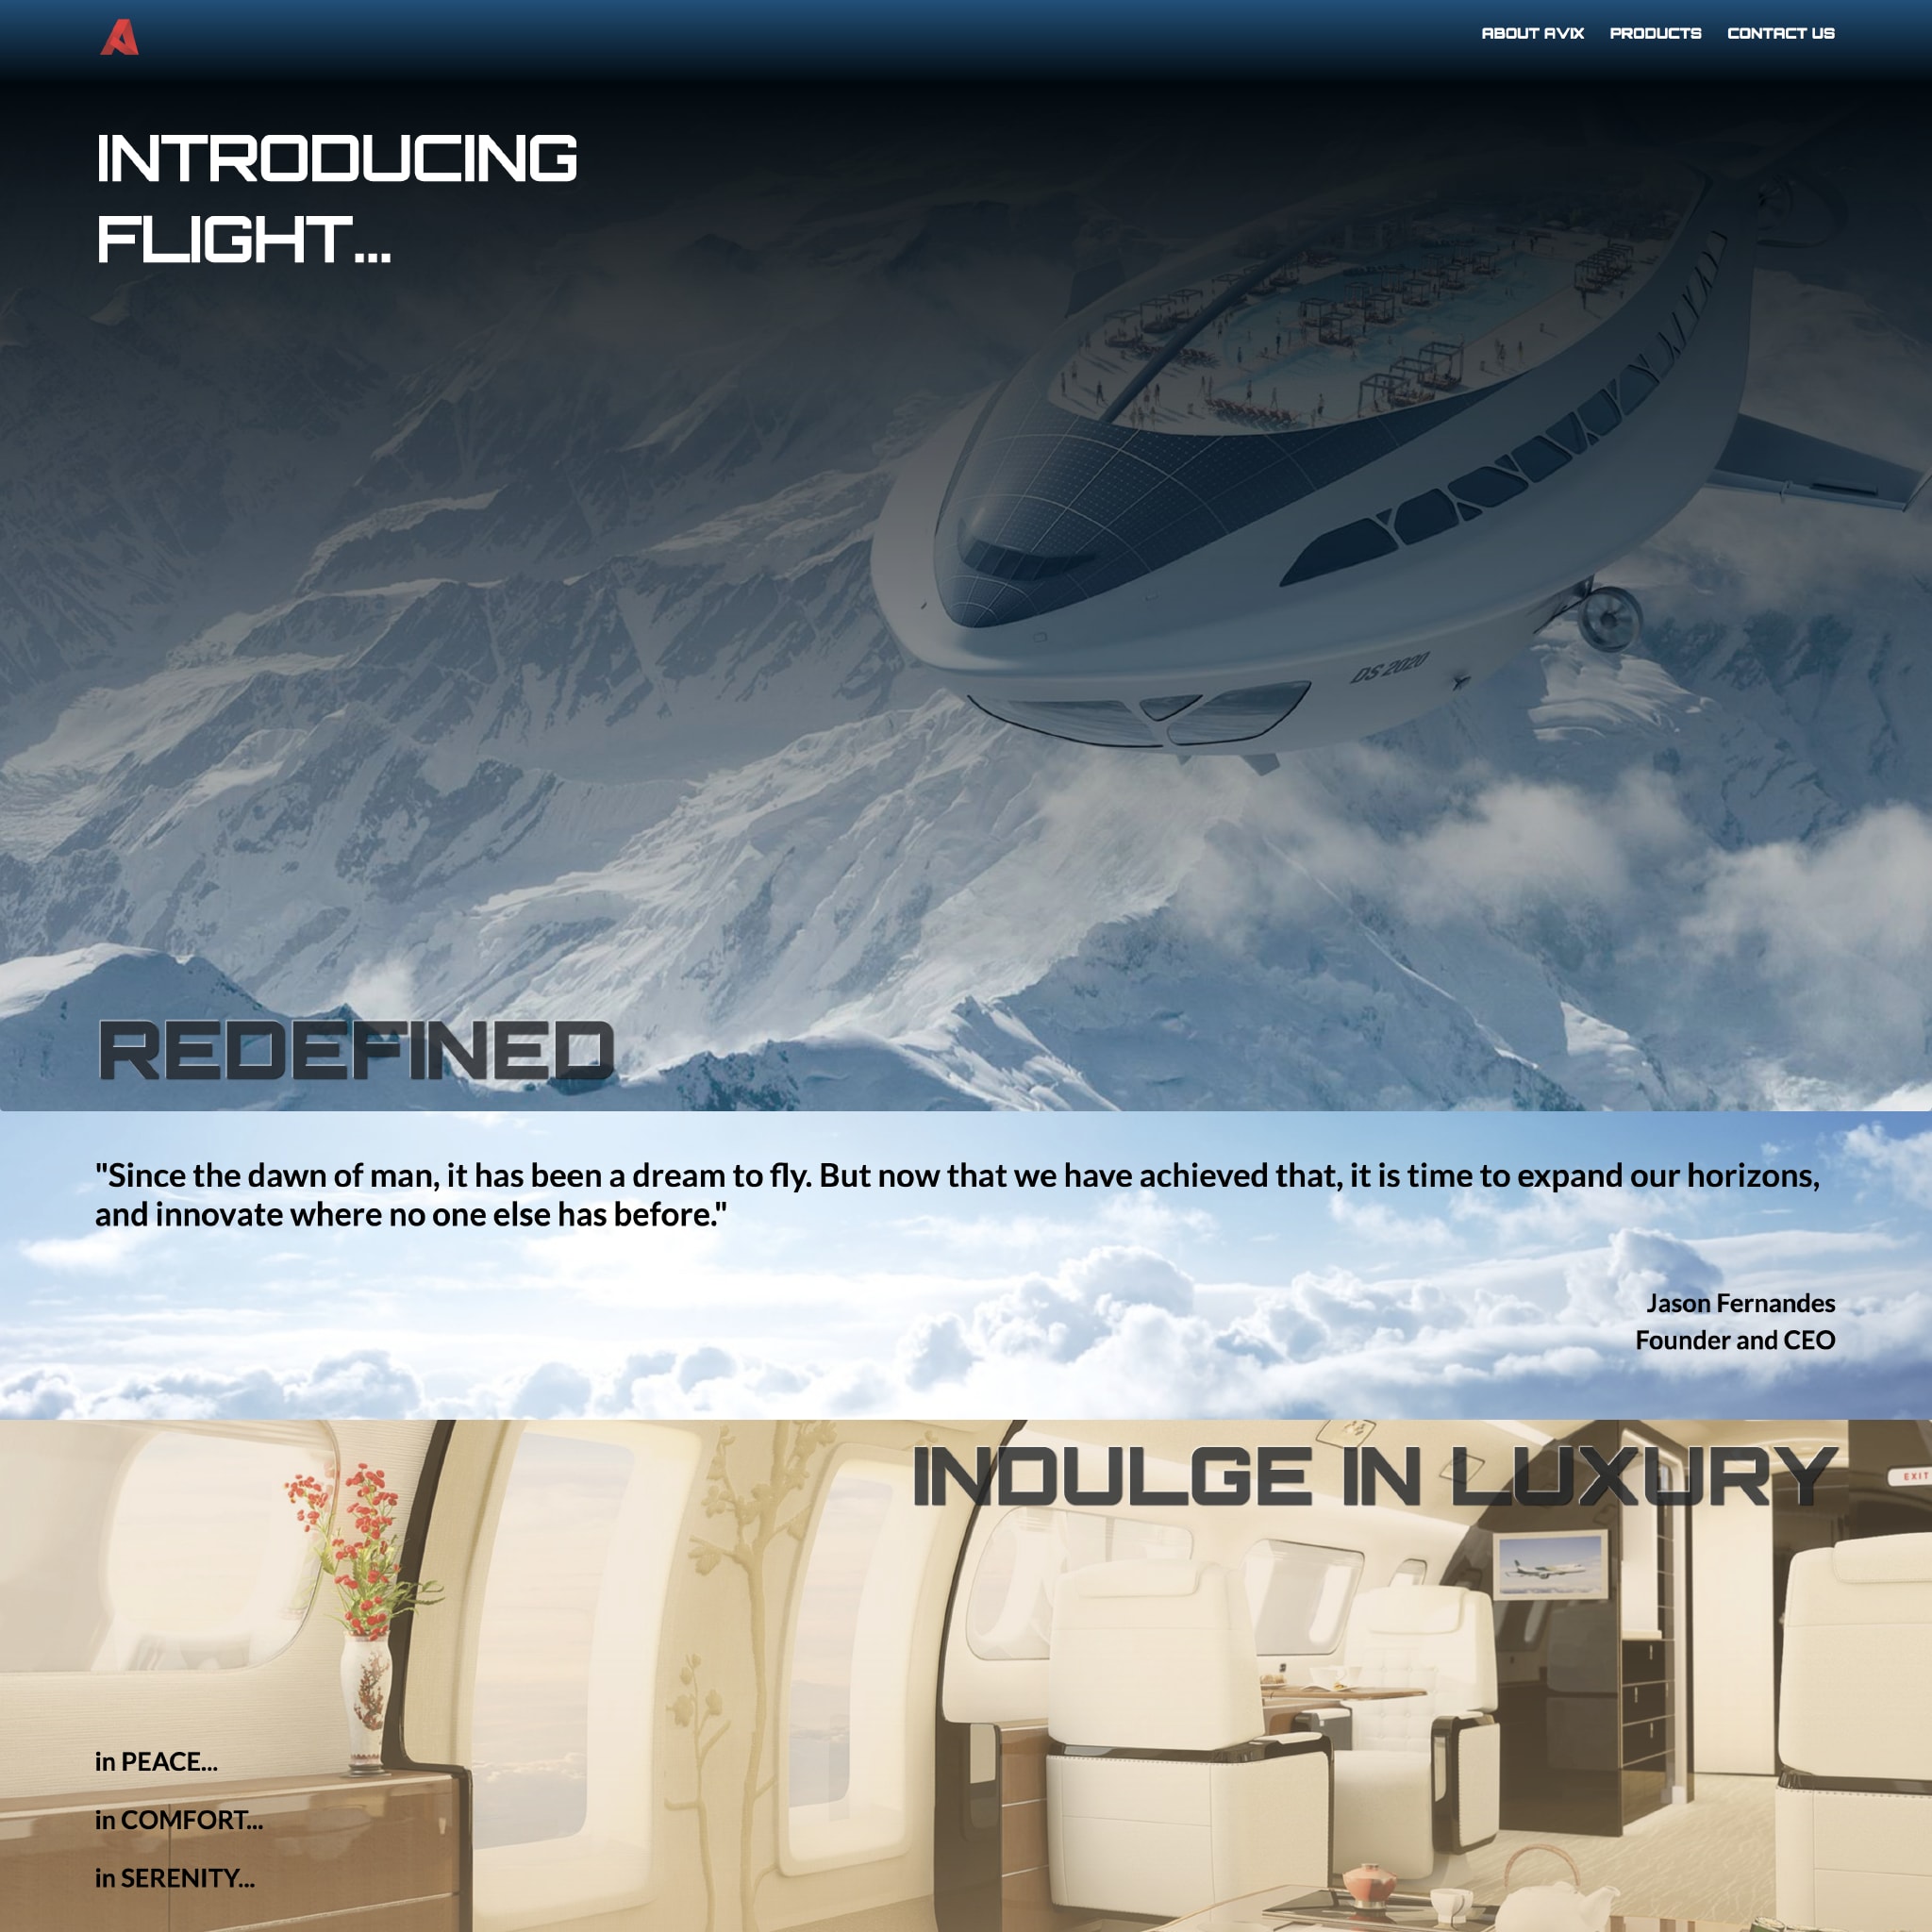 ABOUT AVIX PRODUCTS CONTACT US
INTRODUCING
FLIGHT...
DS 2020
REDEFINED
"Since the dawn of man, it has been a dream to fly. But now that we have achieved that, it is time to expand our horizons,
and innovate where no one else has before."
Jason Fernandes
Founder and CEO
INDULGE IN LUXURY
EXIT
in PEACE...
in COMFORT...
in SERENITY...